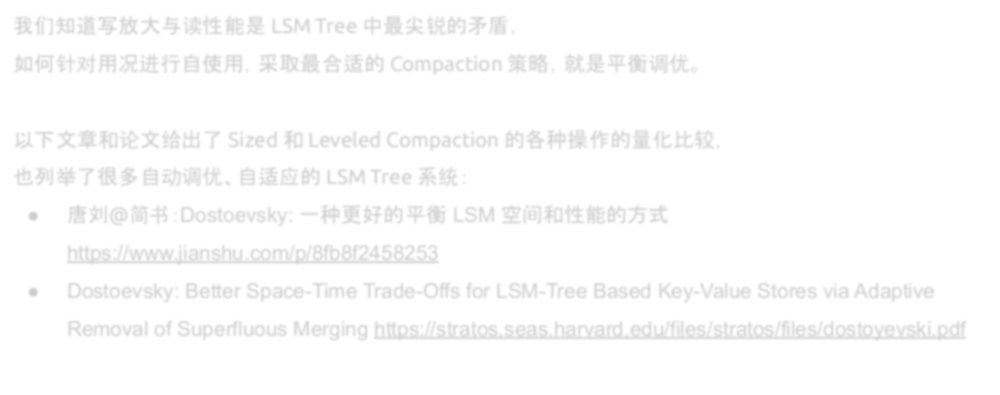 我们知道写放大与读性能是 LSM Tree 中最尖锐的矛盾，
如何针对用况进行自使用，采取最合适的 Compaction 策略，就是平衡调优。
以下文章和论文给出了 Sized 和 Leveled Compaction 的各种操作的量化比较，
也列举了很多自动调优、自适应的 LSM Tree 系统：
● 唐刘@简书：Dostoevsky: 一种更好的平衡 LSM 空间和性能的方式
https://www.jianshu.com/p/8fb8f2458253
● Dostoevsky: Better Space-Time Trade-Offs for LSM-Tree Based Key-Value Stores via Adaptive
Removal of Superfluous Merging https://stratos.seas.harvard.edu/files/stratos/files/dostoyevski.pdf